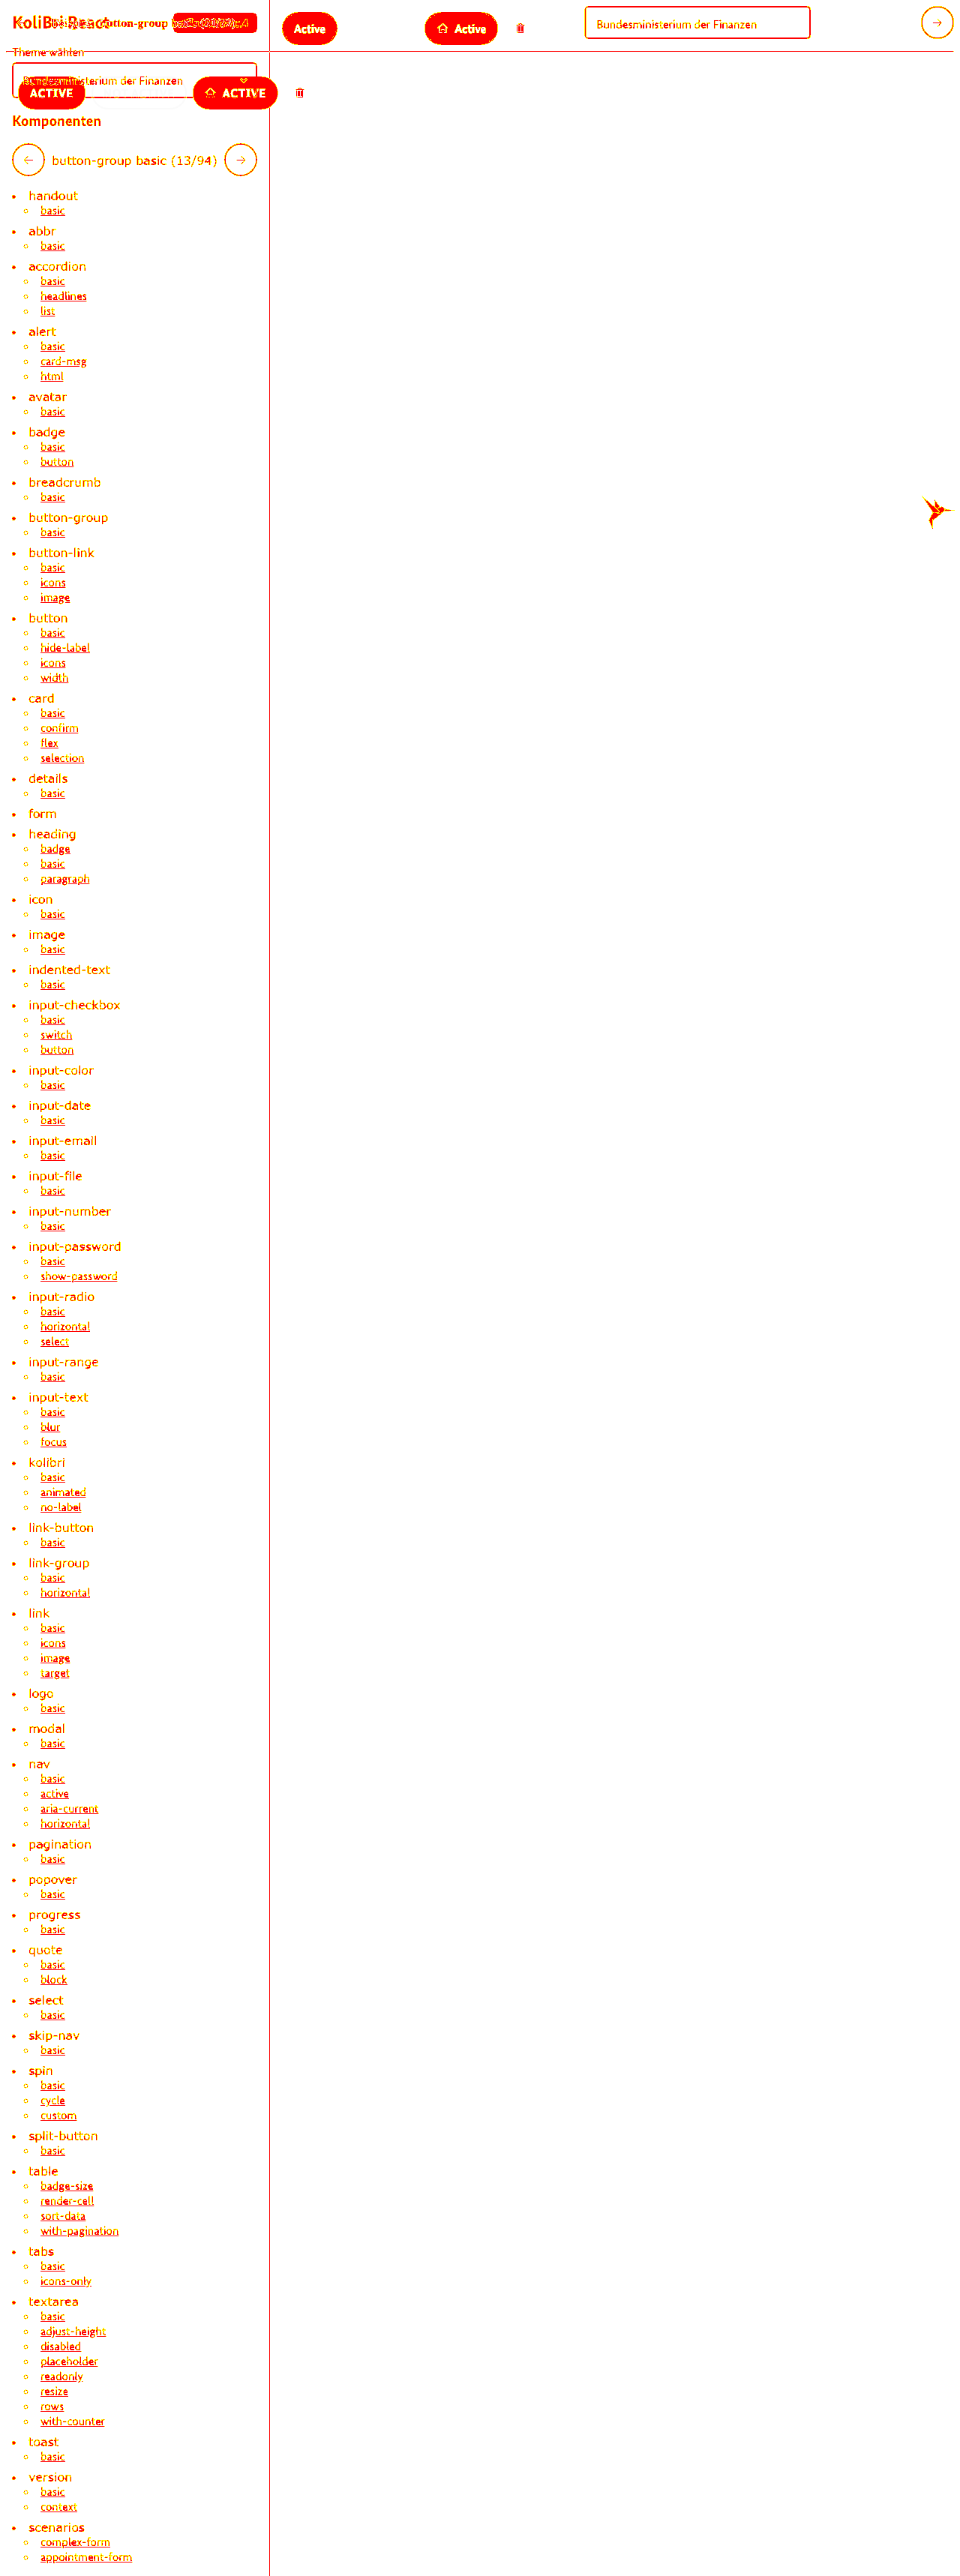 KoliBri React
Active
Active
Bundesministerium der Finanzen
Theme wählen
Bundesministerium der Finanzen
ACTIVE
ACTIVE
Komponenten
button-group basic (13/94)
handout
basic
abbr
basic
accordion
basic
headlines
list
alert
basic
card-msg
html
avatar
basic
badge
basic
button
breadcrumb
basic
button-group
basic
button-link
basic
icons
image
button
basic
hide-label
icons
width
card
basic
confirm
flex
selection
details
basic
form
heading
badge
basic
paragraph
icon
basic
image
basic
indented-text
basic
input-checkbox
basic
switch
button
input-color
basic
input-date
basic
input-email
basic
input-file
basic
input-number
basic
input-password
basic
show-password
input-radio
basic
horizontal
select
input-range
basic
input-text
basic
blur
focus
kolibri
basic
animated
no-label
link-button
basic
link-group
basic
horizontal
link
basic
icons
image
target
logo
basic
modal
basic
nav
basic
active
aria-current
horizontal
pagination
basic
popover
basic
progress
basic
quote
basic
block
select
basic
skip-nav
basic
spin
basic
cycle
custom
split-button
basic
table
badge-size
render-cell
sort-data
with-pagination
tabs
basic
icons-only
textarea
basic
adjust-height
disabled
placeholder
readonly
resize
rows
with-counter
toast
basic
version
basic
context
scenarios
complex-form
appointment-form